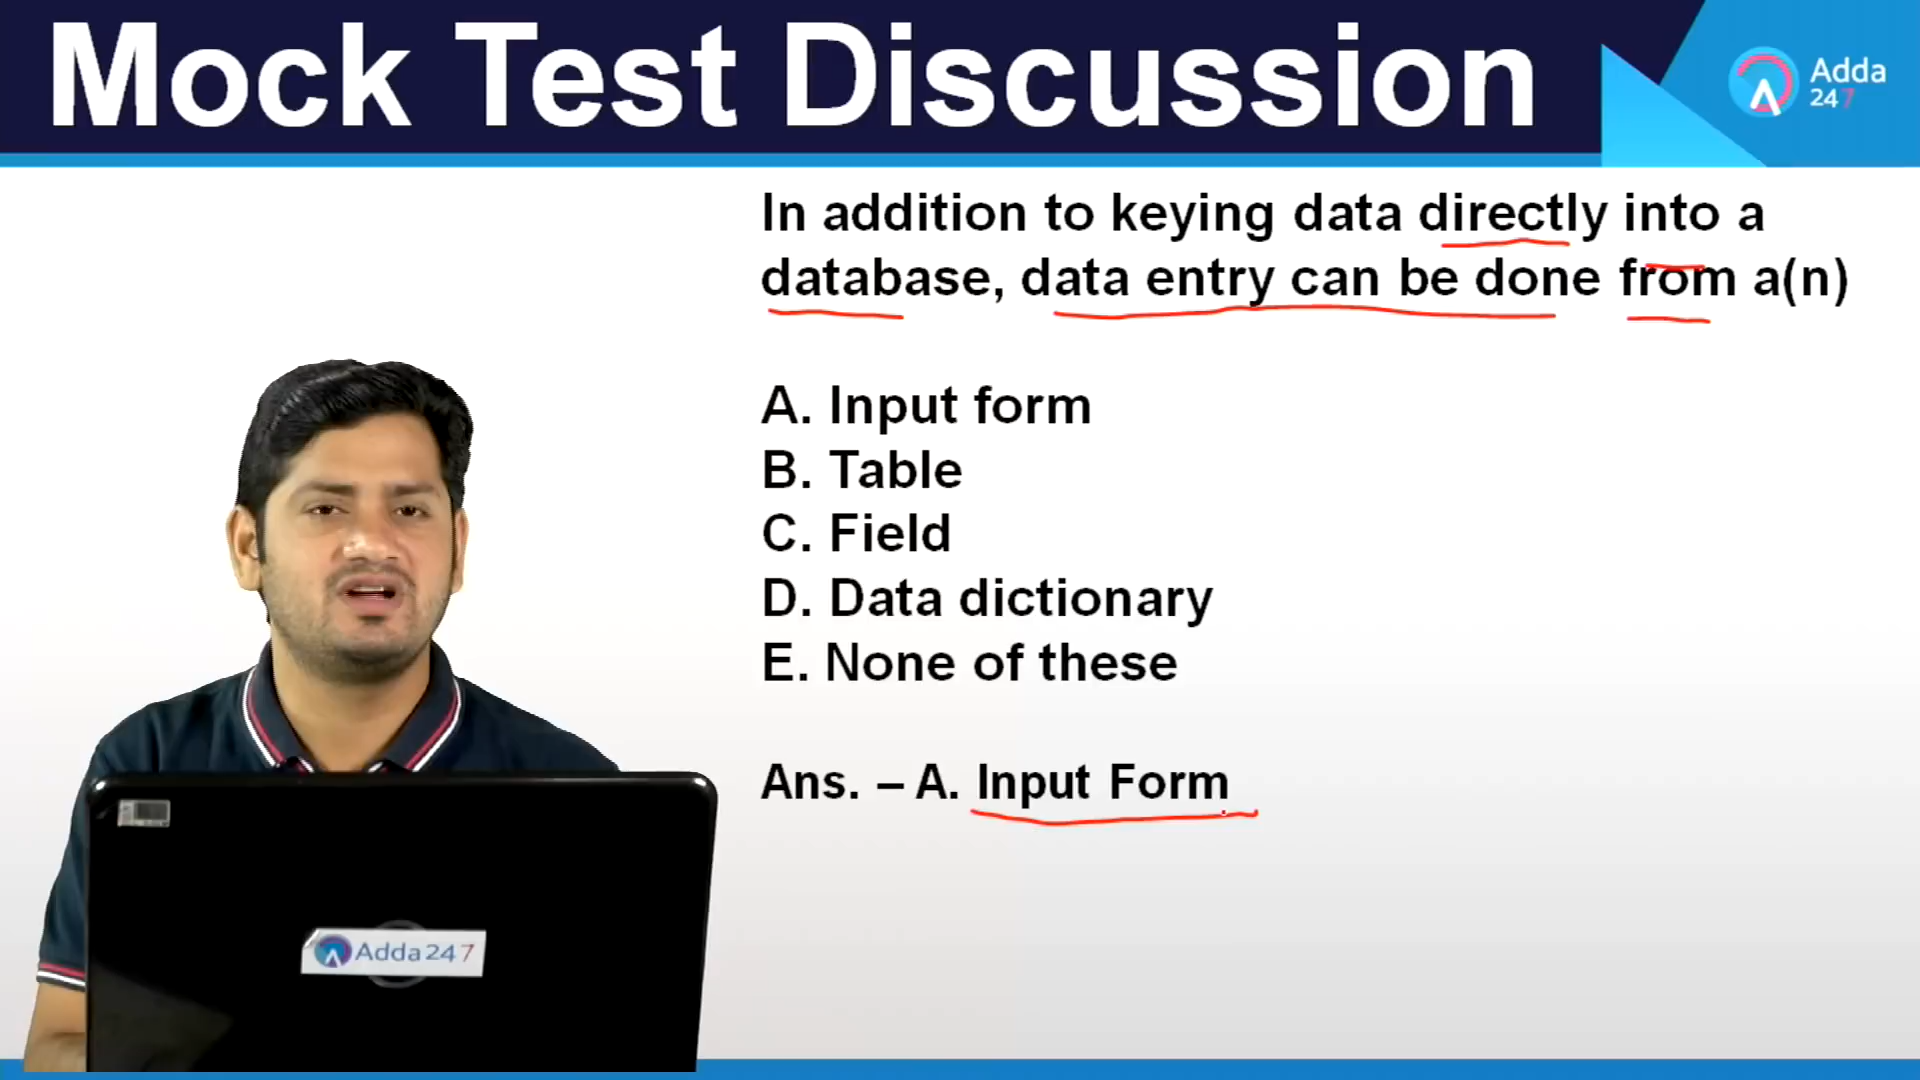 Mock Test Discussion
Adda
247
In addition to keying data directly into a
database, data entry can be done from a(n)
A. Input form
B. Table
C. Field
D. Data dictionary
E. None of these
Ans. – A. Input Form
Adda247